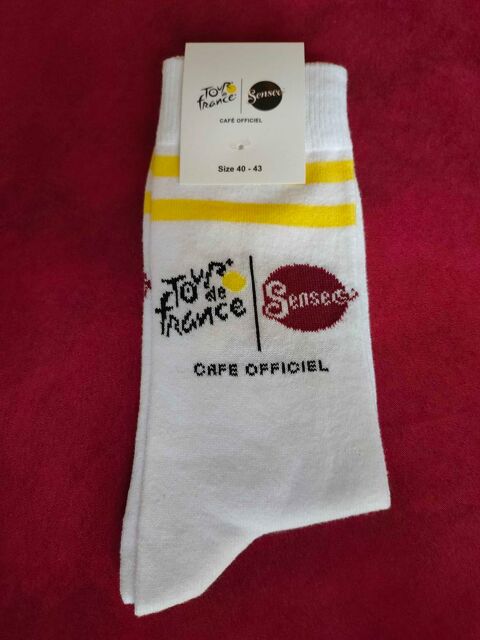 Tour de france
Senseo
CAFÉ OFFICIEL
Size 40 - 43
Tour
de
france
Senseo
CAFE OFFICIEL